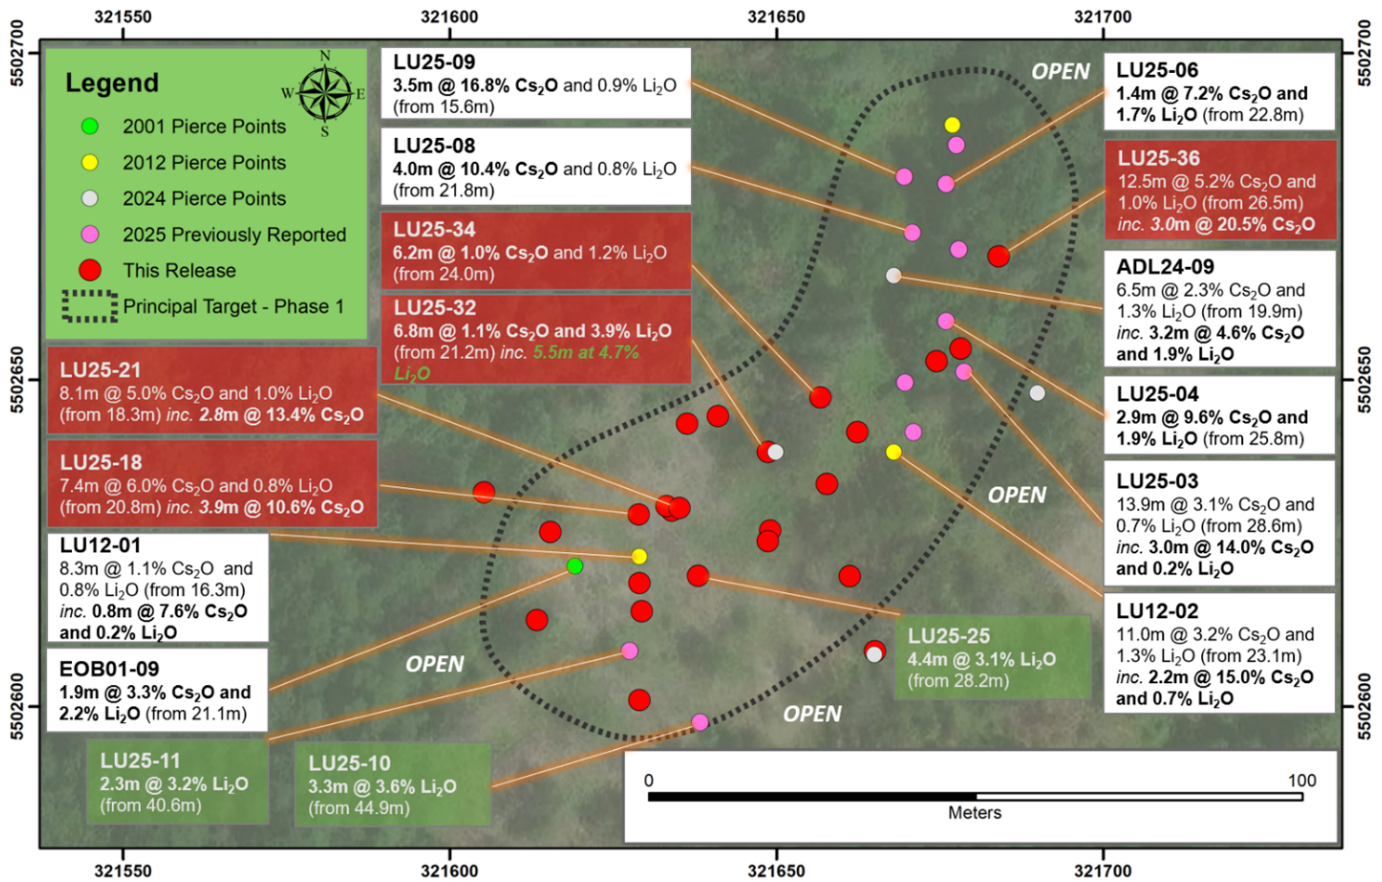 321550
321600
321650
321700
5502700
5502650
5502600
5502700
5502650
5502600
Legend
N
W
E
S
2001 Pierce Points
2012 Pierce Points
2024 Pierce Points
2025 Previously Reported
This Release
Principal Target - Phase 1
LU25-09
3.5m @ 16.8% Cs₂O and 0.9% Li₂O
(from 15.6m)
LU25-08
4.0m @ 10.4% Cs₂O and 0.8% Li₂O
(from 21.8m)
LU25-34
6.2m @ 1.0% Cs₂O and 1.2% Li₂O
(from 24.0m)
LU25-32
6.8m @ 1.1% Cs₂O and 3.9% Li₂O
(from 21.2m) inc. 5.5m at 4.7%
Li₂O
LU25-21
8.1m @ 5.0% Cs₂O and 1.0% Li₂O
(from 18.3m) inc. 2.8m @ 13.4% Cs₂O
LU25-18
7.4m @ 6.0% Cs₂O and 0.8% Li₂O
(from 20.8m) inc. 3.9m @ 10.6% Cs₂O
LU12-01
8.3m @ 1.1% Cs₂O and
0.8% Li₂O (from 16.3m)
inc. 0.8m @ 7.6% Cs₂O
and 0.2% Li₂O
EOB01-09
1.9m @ 3.3% Cs₂O and
2.2% Li₂O (from 21.1m)
LU25-11
2.3m @ 3.2% Li₂O
(from 40.6m)
LU25-10
3.3m @ 3.6% Li₂O
(from 44.9m)
OPEN
LU25-06
1.4m @ 7.2% Cs₂O and
1.7% Li₂O (from 22.8m)
LU25-36
12.5m @ 5.2% Cs₂O and
1.0% Li₂O (from 26.5m)
inc. 3.0m @ 20.5% Cs₂O
ADL24-09
6.5m @ 2.3% Cs₂O and
1.3% Li₂O (from 19.9m)
inc. 3.2m @ 4.6% Cs₂O
and 1.9% Li₂O
LU25-04
2.9m @ 9.6% Cs₂O and
1.9% Li₂O (from 25.8m)
OPEN
LU25-03
13.9m @ 3.1% Cs₂O and
0.7% Li₂O (from 28.6m)
inc. 3.0m @ 14.0% Cs₂O
and 0.2% Li₂O
LU12-02
11.0m @ 3.2% Cs₂O and
1.3% Li₂O (from 23.1m)
inc. 2.2m @ 15.0% Cs₂O
and 0.7% Li₂O
LU25-25
4.4m @ 3.1% Li₂O
(from 28.2m)
OPEN
OPEN
0
100
Meters
321550
321600
321650
321700